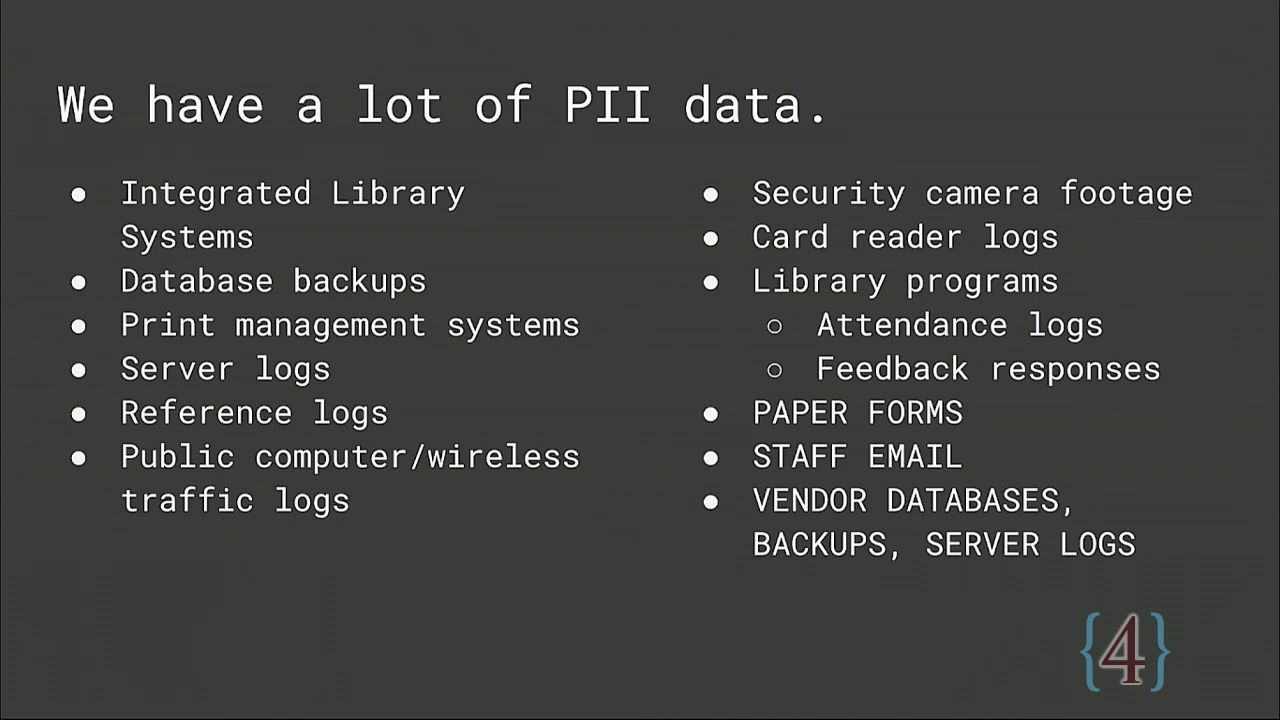 We have a lot of PII data.
● Integrated Library
Systems
● Database backups
● Print management systems
● Server logs
● Reference logs
● Public computer/wireless
traffic logs
● Security camera footage
● Card reader logs
● Library programs
○ Attendance logs
○ Feedback responses
● PAPER FORMS
● STAFF EMAIL
● VENDOR DATABASES,
BACKUPS, SERVER LOGS
{4}